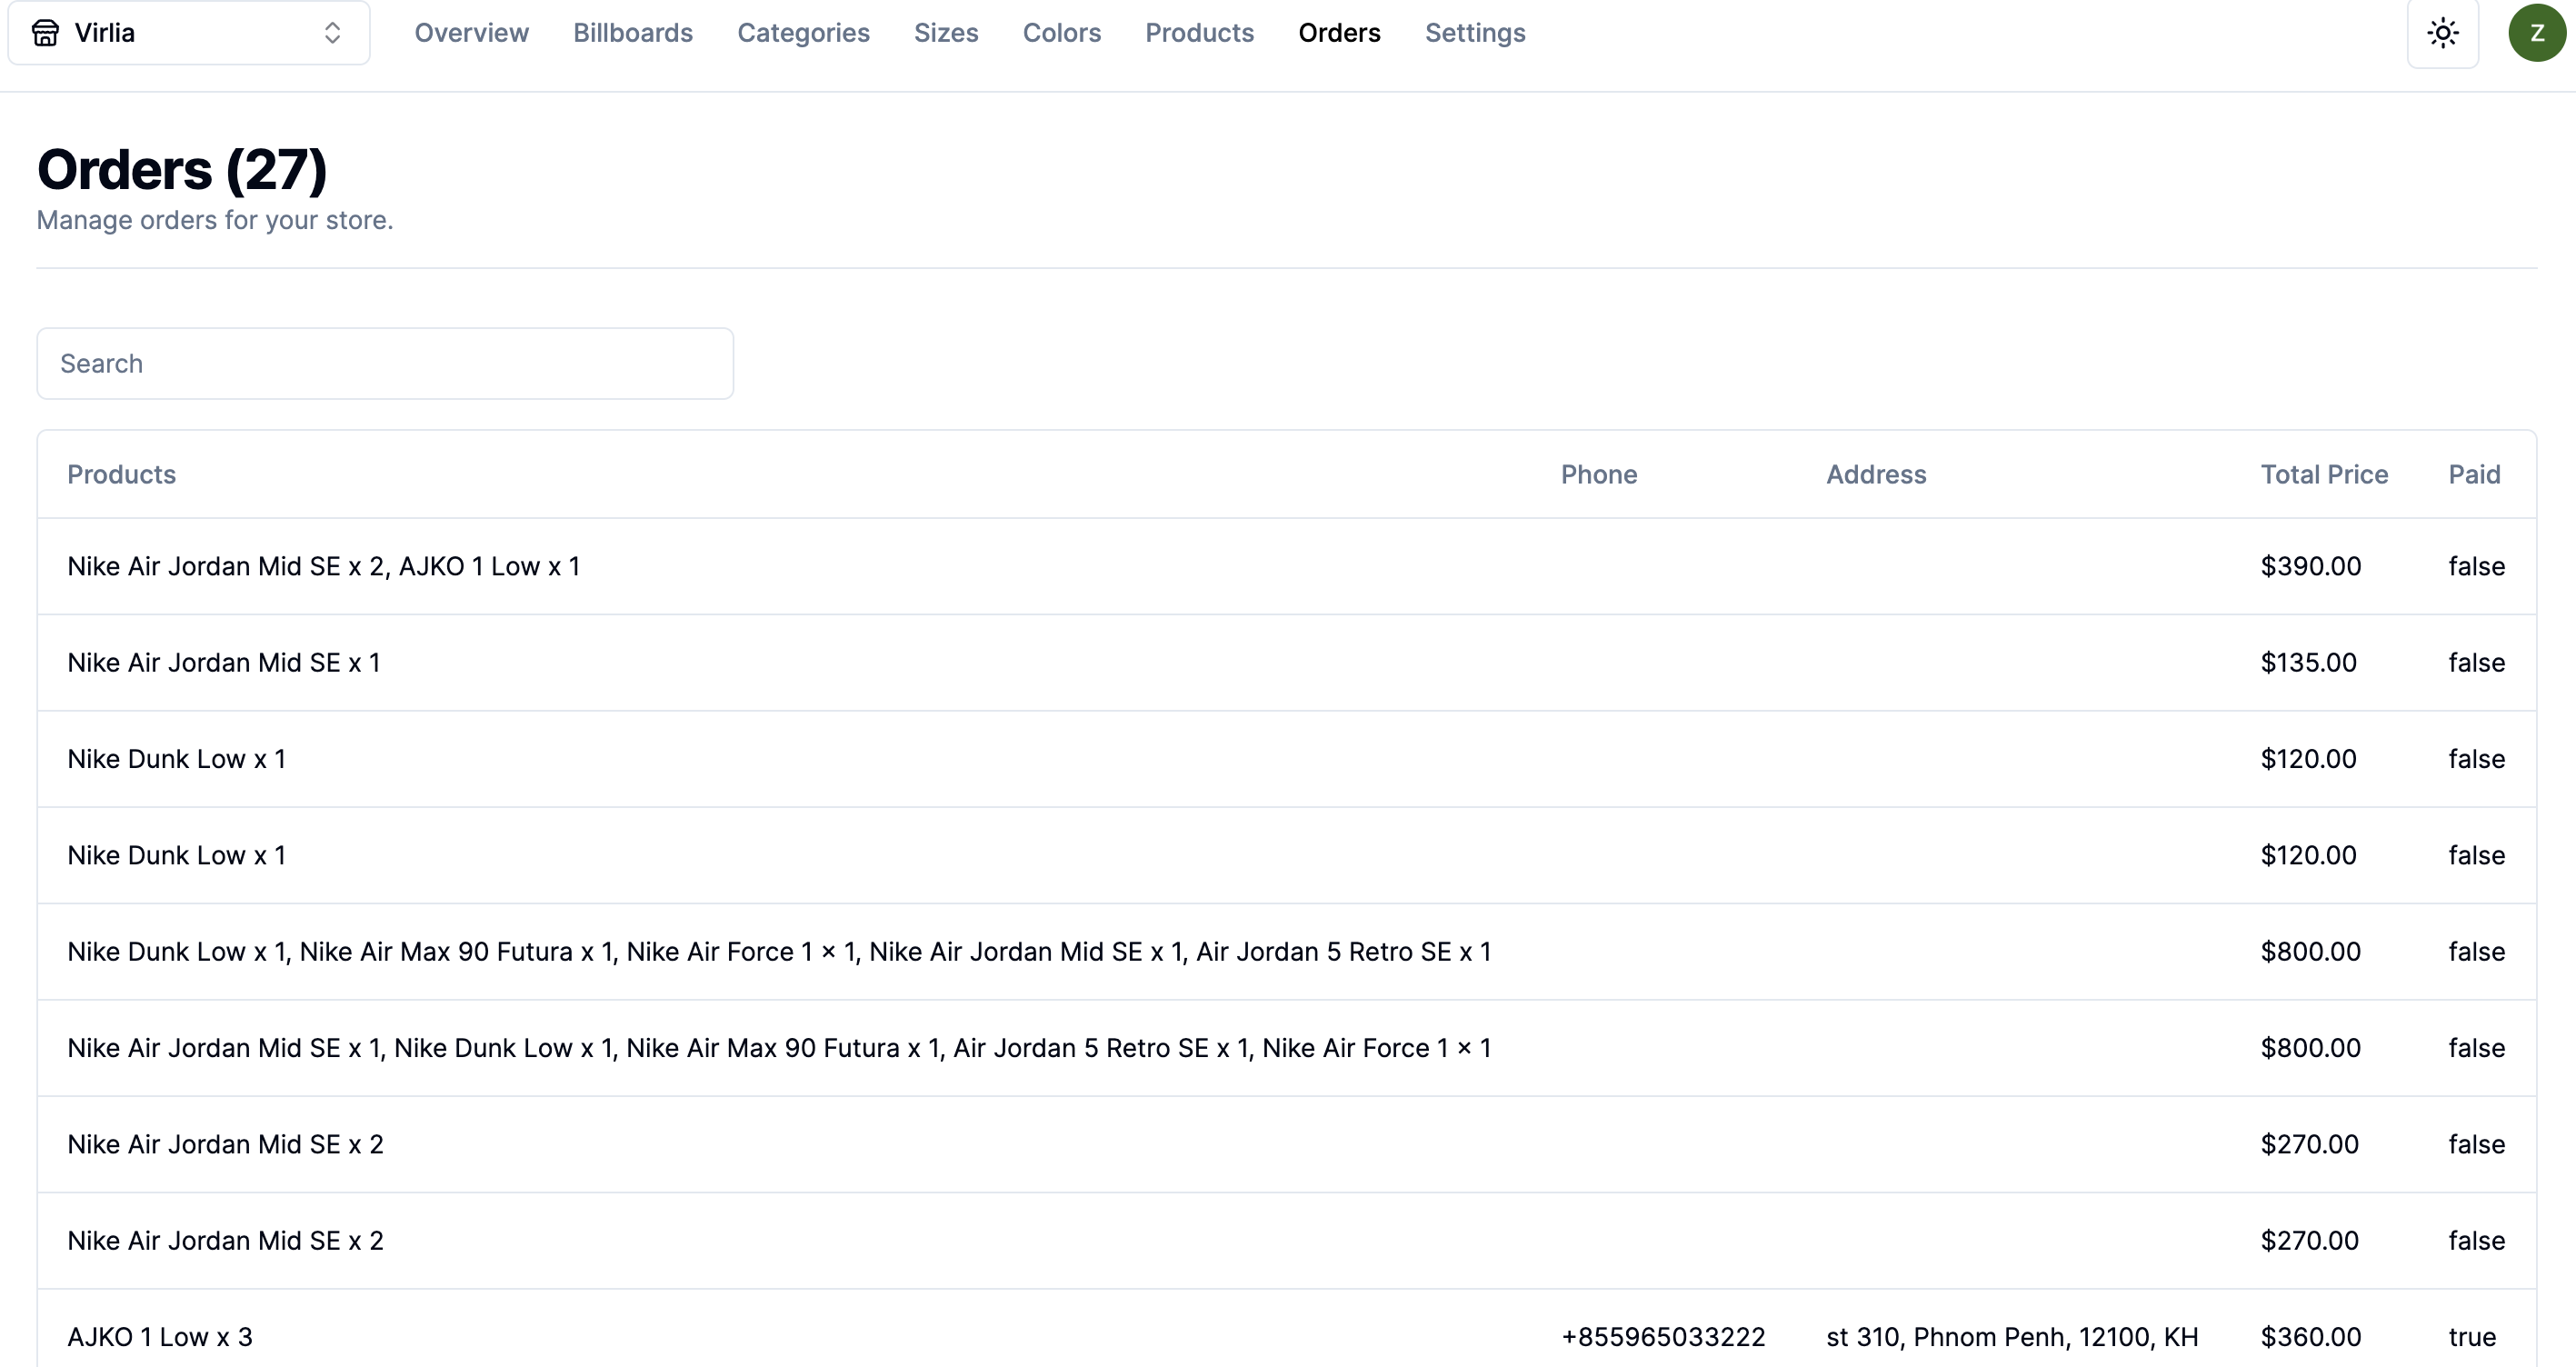 Virlia Overview Billboards Categories Sizes Colors Products Orders Settings Z
Orders (27)
Manage orders for your store.
Search
Products Phone Address Total Price Paid
Nike Air Jordan Mid SE x 2, AJKO 1 Low x 1 $390.00 false
Nike Air Jordan Mid SE x 1 $135.00 false
Nike Dunk Low x 1 $120.00 false
Nike Dunk Low x 1 $120.00 false
Nike Dunk Low x 1, Nike Air Max 90 Futura x 1, Nike Air Force 1 × 1, Nike Air Jordan Mid SE x 1, Air Jordan 5 Retro SE x 1 $800.00 false
Nike Air Jordan Mid SE x 1, Nike Dunk Low x 1, Nike Air Max 90 Futura x 1, Air Jordan 5 Retro SE x 1, Nike Air Force 1 × 1 $800.00 false
Nike Air Jordan Mid SE x 2 $270.00 false
Nike Air Jordan Mid SE x 2 $270.00 false
AJKO 1 Low x 3 +855965033222 st 310, Phnom Penh, 12100, KH $360.00 true